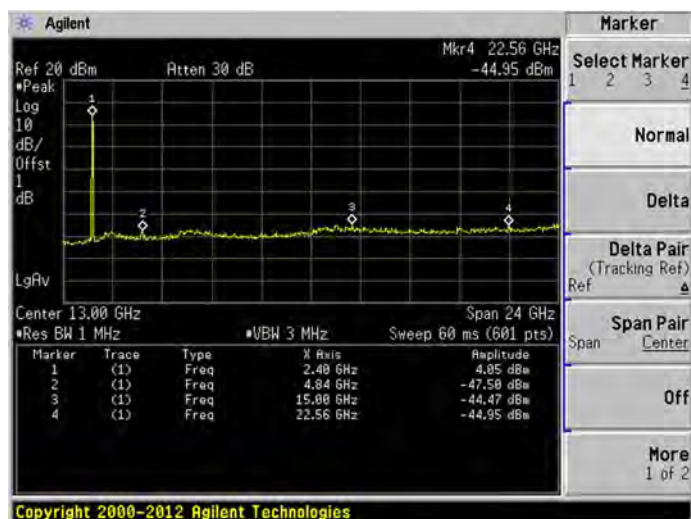 Agilent
Marker
Mkr4 22.56 GHz
Ref 20 dBm Atten 30 dB -44.95 dBm
Select Marker
1 2 3 4
#Peak
Log
10
dB/
Offst
1
dB
1
2
3
4
Normal
Delta
Delta Pair
(Tracking Ref)
Ref Δ
LgAv
Center 13.00 GHz Span 24 GHz
#Res BW 1 MHz #VBW 3 MHz Sweep 60 ms (601 pts)
Span Pair
Span Center
Marker Trace Type X Axis Amplitude
1 (1) Freq 2.40 GHz 4.05 dBm
2 (1) Freq 4.84 GHz -47.50 dBm
3 (1) Freq 15.00 GHz -44.47 dBm
4 (1) Freq 22.56 GHz -44.95 dBm
Off
More
1 of 2
Copyright 2000-2012 Agilent Technologies